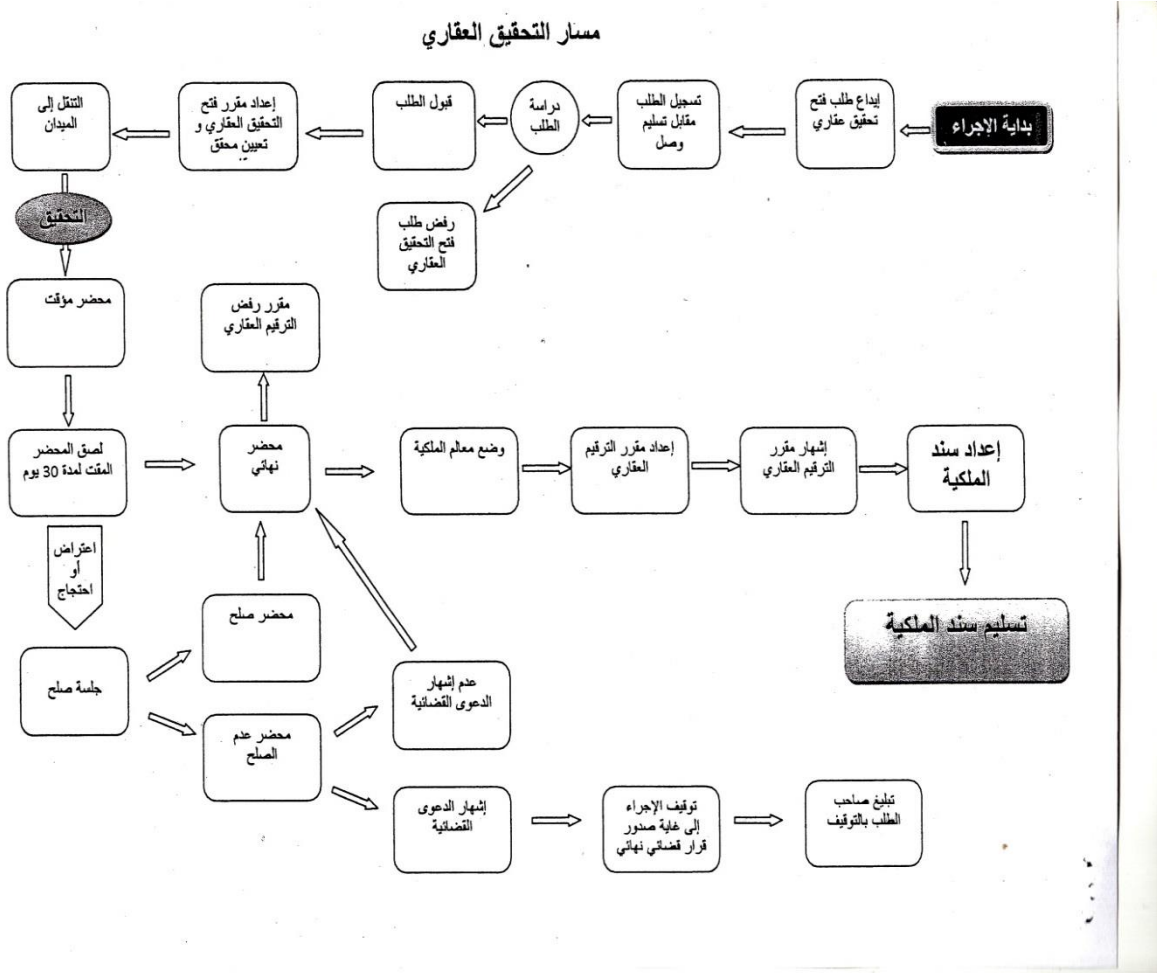 مسار التحقيق العقاري
بداية الإجراء
إيداع طلب فتح
تحقيق عقاري
تسجيل الطلب
مقابل تسليم
وصل
دراسة
الطلب
قبول الطلب
إعداد مقرر فتح
التحقيق العقاري و
تعيين محقق
التنقل إلى
الميدان
رفض طلب
فتح التحقيق
العقاري
التحقيق
محضر مؤقت
مقرر رفض
الترقيم العقاري
لصق المحضر
المقت لمدة 30 يوم
محضر
نهائي
وضع معالم الملكية
إعداد مقرر الترقيم
العقاري
إشهار مقرر
الترقيم العقاري
إعداد سند
الملكية
اعتراض
أو
احتجاج
تسليم سند الملكية
محضر صلح
جلسة صلح
عدم إشهار
الدعوى القضائية
محضر عدم
الصلح
إشهار الدعوى
القضائية
توقيف الإجراء
إلى غاية صدور
قرار قضائي نهائي
تبليغ صاحب
الطلب بالتوقيف